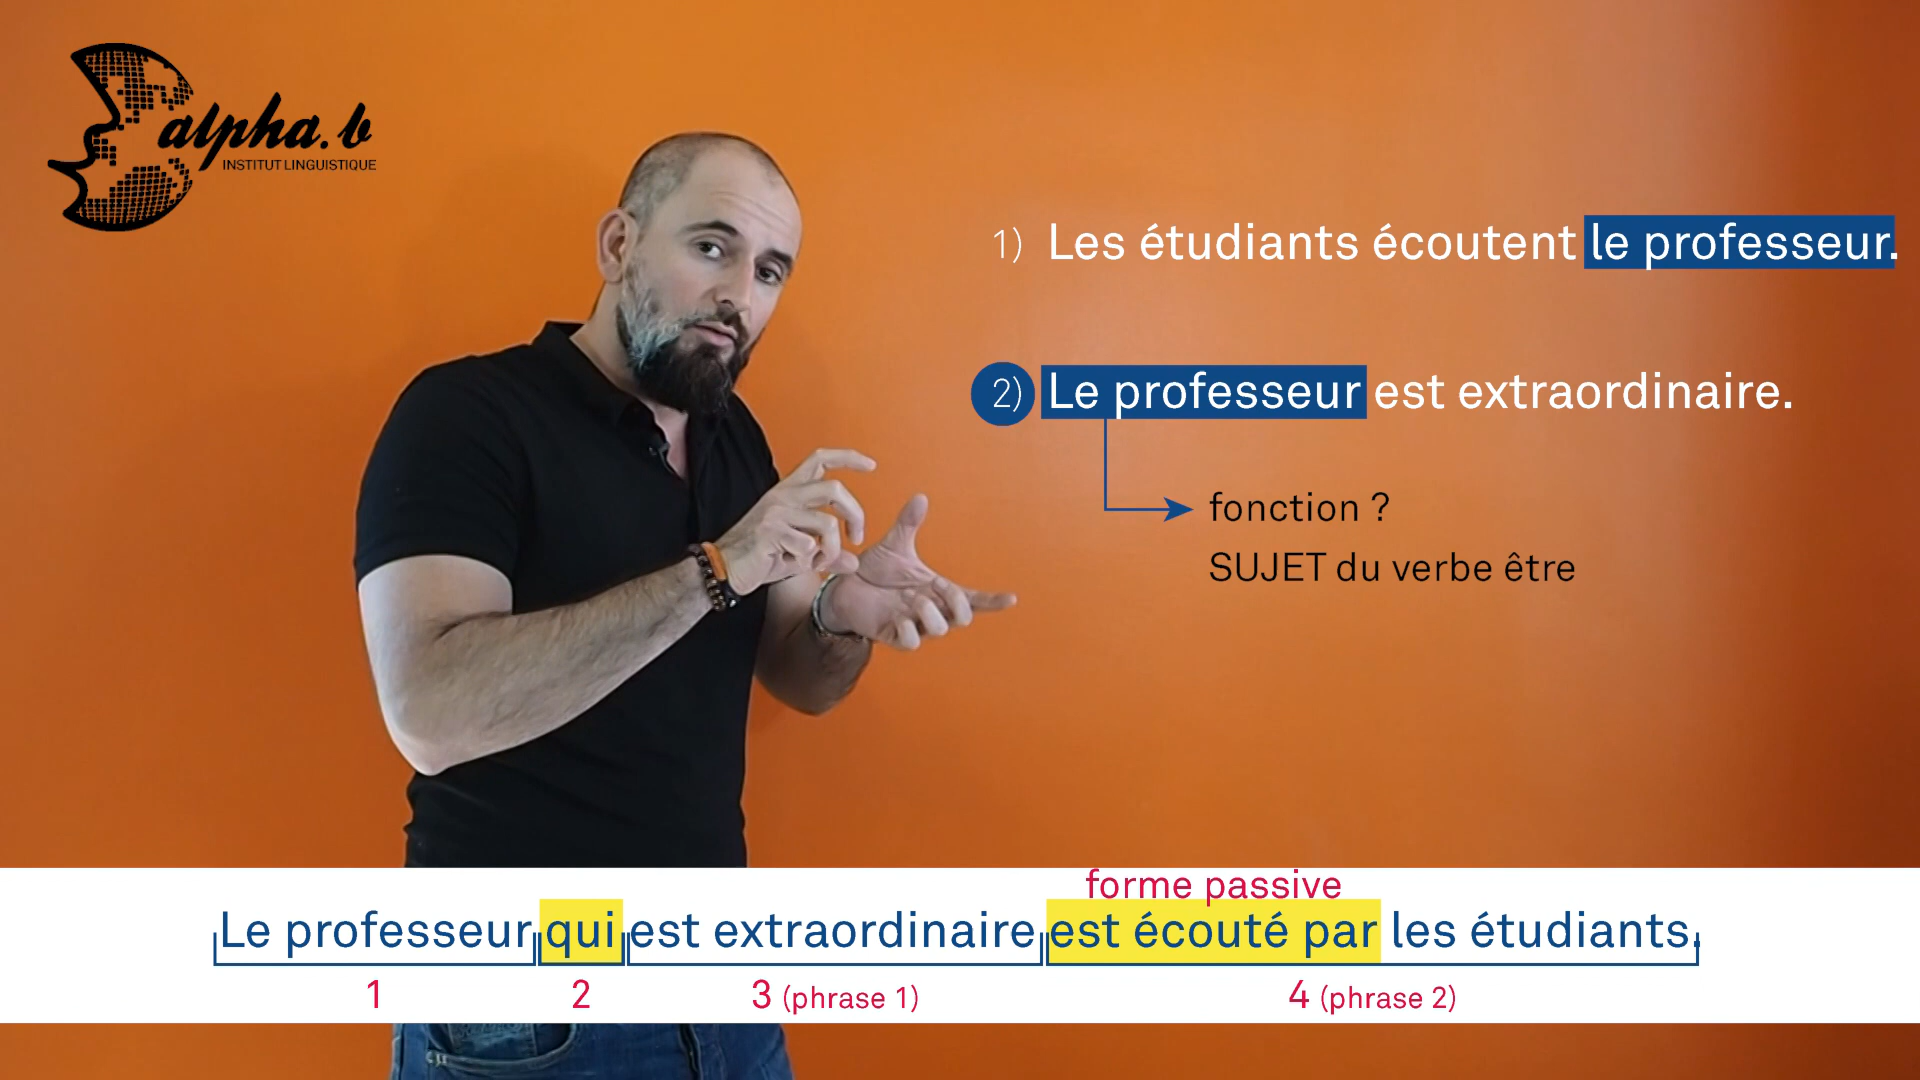 alpha.b
INSTITUT LINGUISTIQUE
1) Les étudiants écoutent le professeur.
2) Le professeur est extraordinaire.
fonction ?
SUJET du verbe être
forme passive
Le professeur qui est extraordinaire est écouté par les étudiants.
1 2 3 (phrase 1) 4 (phrase 2)